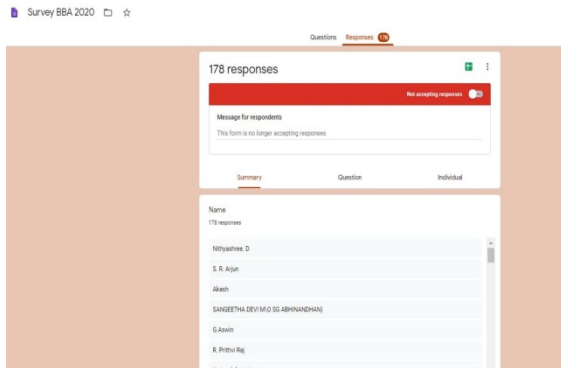 Survey BBA 2020
Questions Responses 178
178 responses
Not accepting responses
Message for respondents
This form is no longer accepting responses
Summary Question Individual
Name
178 responses
Nithyashree. D
S. R. Arjun
Akash
SANGEETHA DEVI M\O SG ABHINANDHAN)
G.Aswin
R. Prithvi Raj